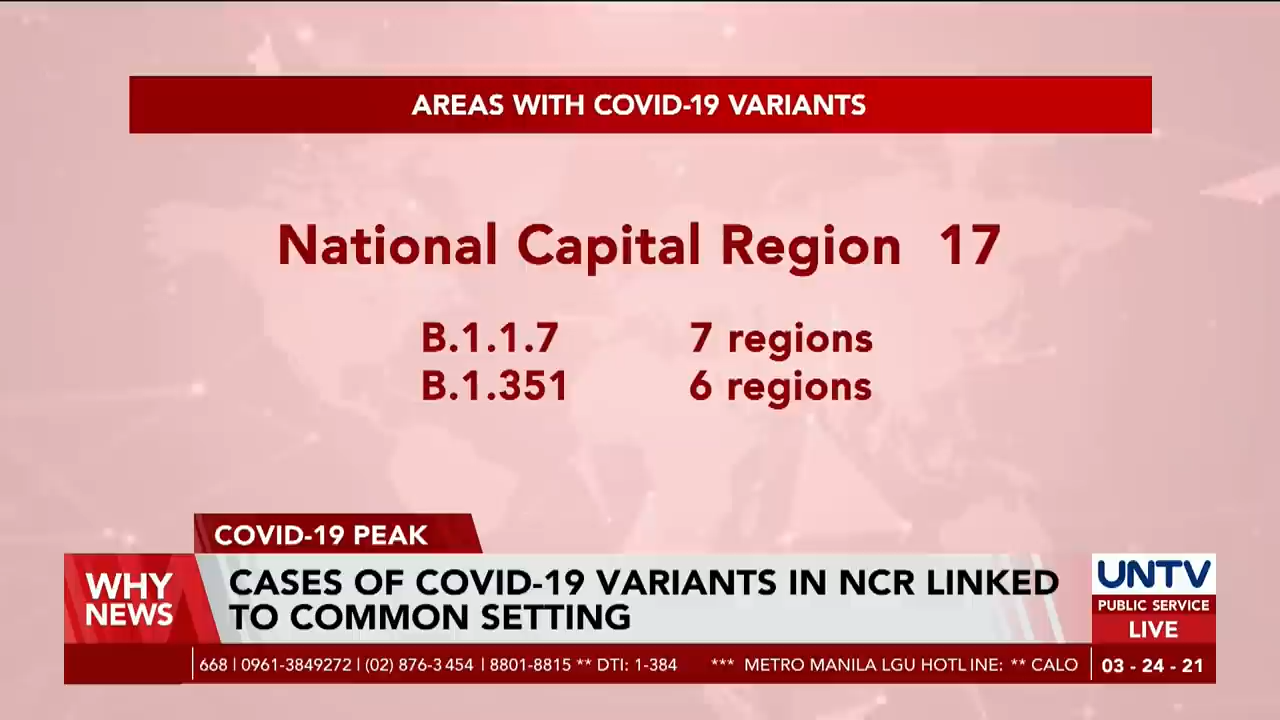 AREAS WITH COVID-19 VARIANTS
National Capital Region 17
B.1.1.7 7 regions
B.1.351 6 regions
COVID-19 PEAK
WHY
NEWS
CASES OF COVID-19 VARIANTS IN NCR LINKED
TO COMMON SETTING
UNTV
PUBLIC SERVICE
LIVE
668 | 0961-3849272 | (02) 876-3 454 | 8801-8815 ** DTI: 1-384 *** METRO MANILA LGU HOTLINE: ** CALO
03 - 24 - 21